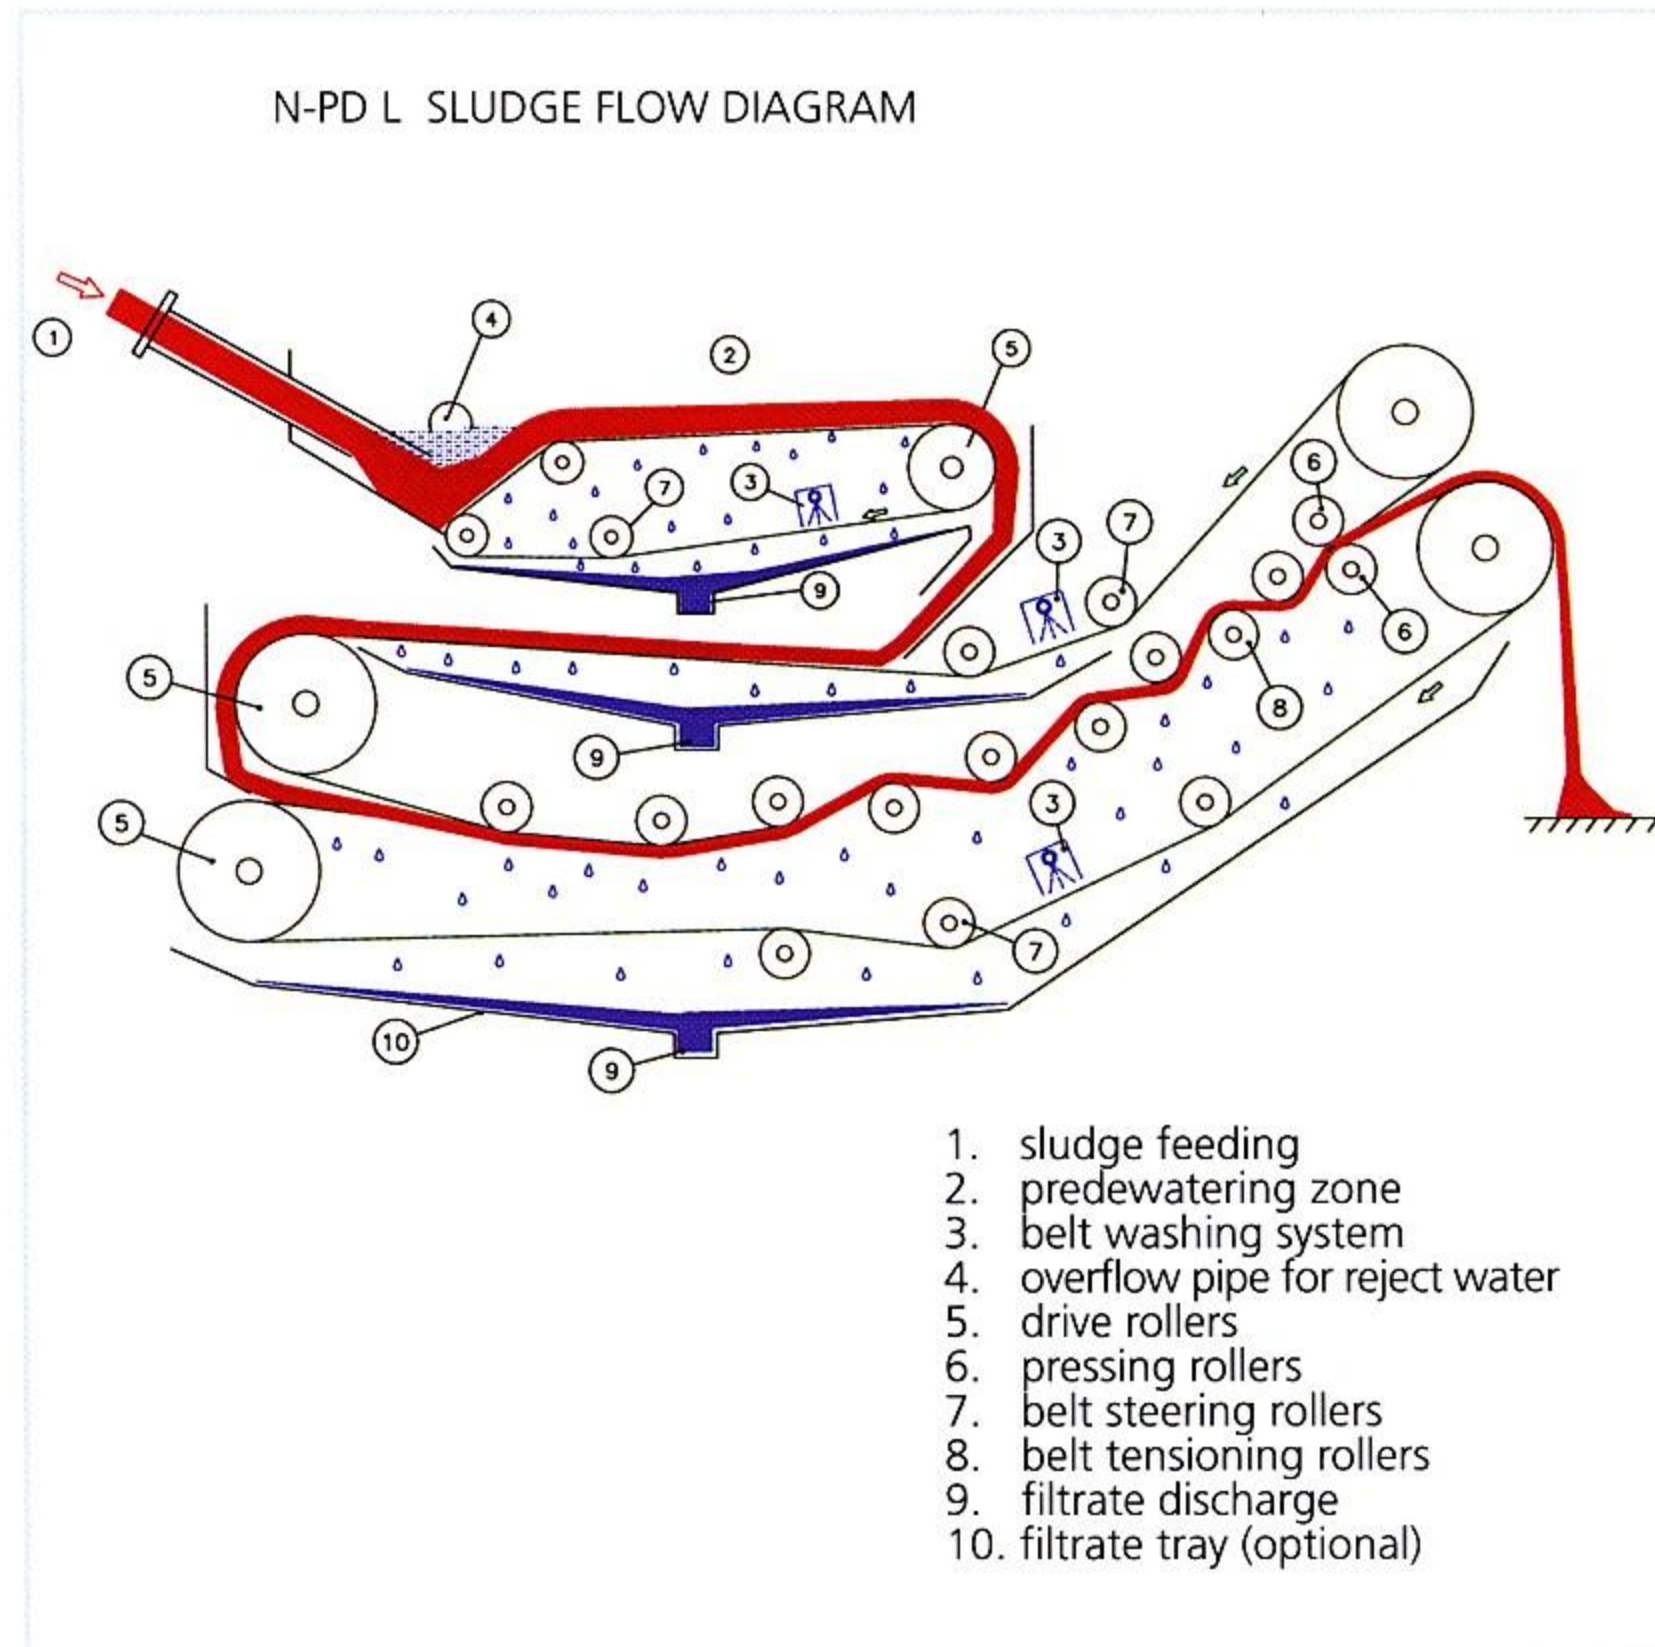 N-PD L SLUDGE FLOW DIAGRAM
1
4
2
5
6
3
7
7
3
9
6
5
8
9
3
5
7
10
9
1. sludge feeding
2. predewatering zone
3. belt washing system
4. overflow pipe for reject water
5. drive rollers
6. pressing rollers
7. belt steering rollers
8. belt tensioning rollers
9. filtrate discharge
10. filtrate tray (optional)